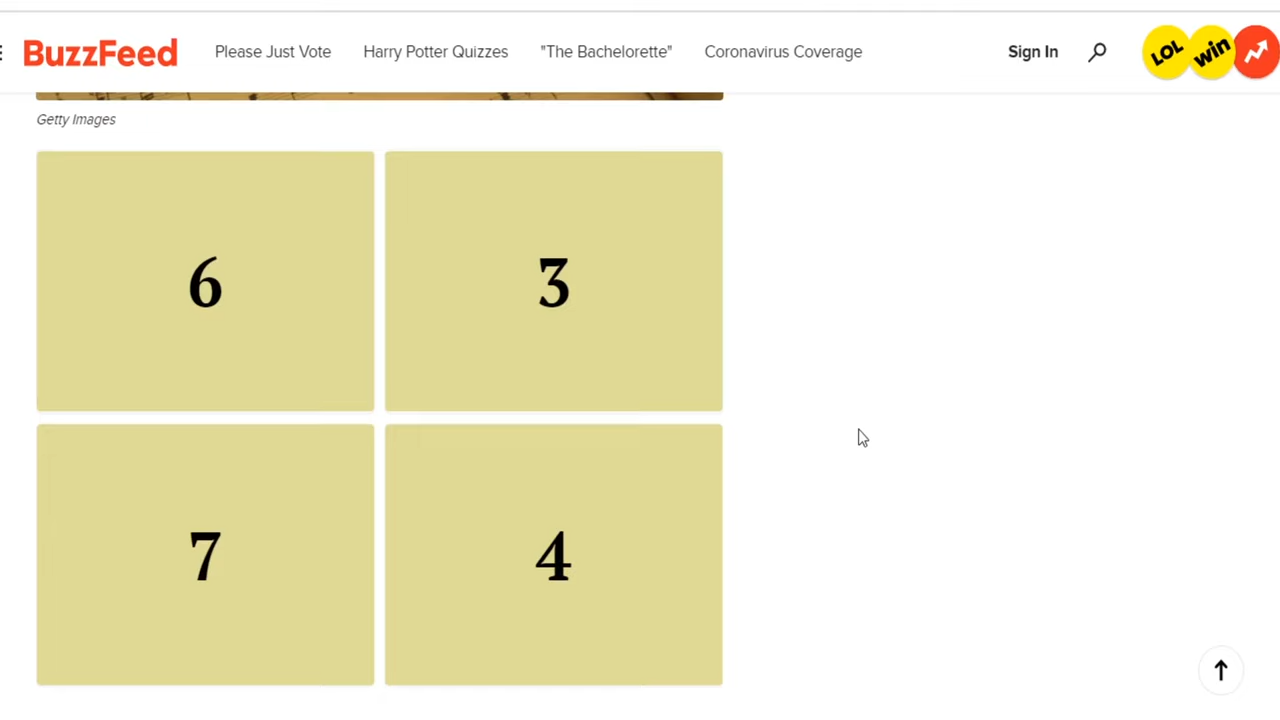 BuzzFeed Please Just Vote Harry Potter Quizzes "The Bachelorette" Coronavirus Coverage Sign In LOL win
Getty Images
6 3
7 4